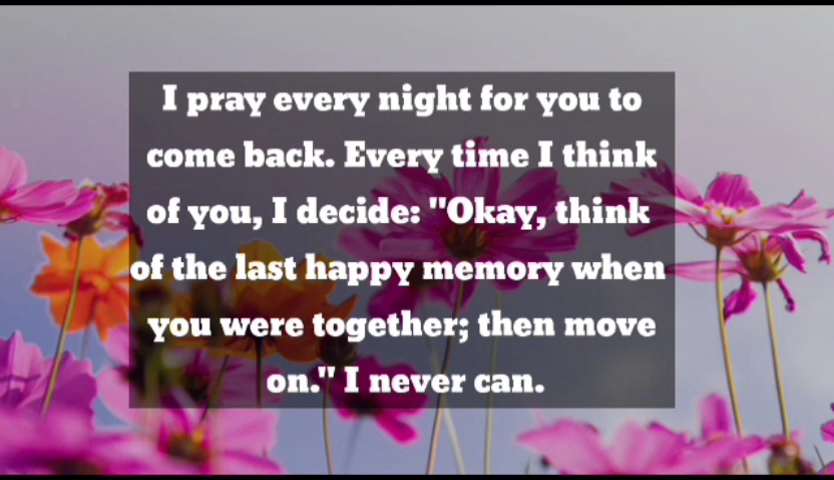 I pray every night for you to
come back. Every time I think
of you, I decide: "Okay, think
of the last happy memory when
you were together; then move
on." I never can.